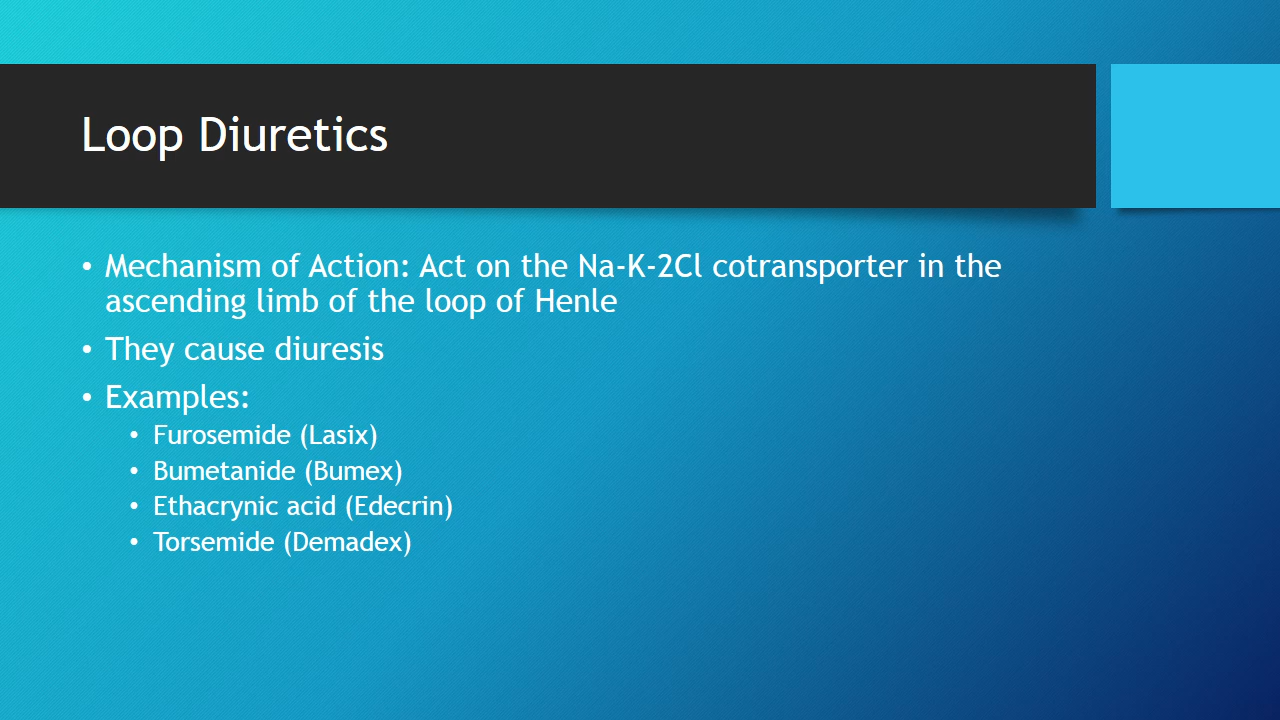 Loop Diuretics
• Mechanism of Action: Act on the Na-K-2Cl cotransporter in the
ascending limb of the loop of Henle
• They cause diuresis
• Examples:
• Furosemide (Lasix)
• Bumetanide (Bumex)
• Ethacrynic acid (Edecrin)
• Torsemide (Demadex)